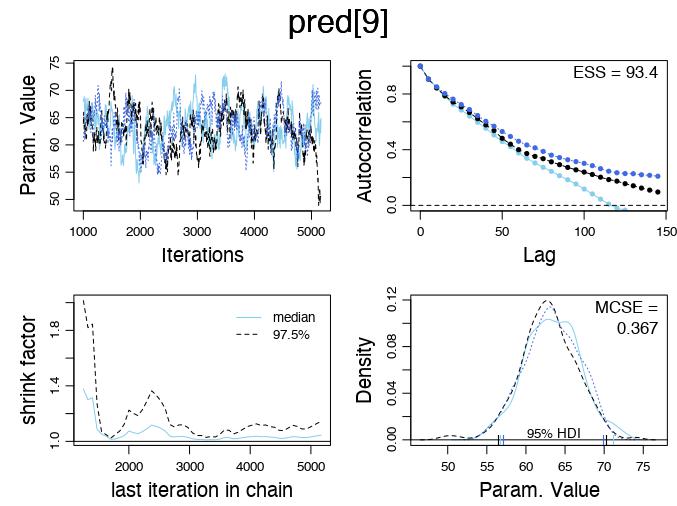 pred[9]
Param. Value
50 55 60 65 70 75
1000 2000 3000 4000 5000
Iterations
Autocorrelation
0.0 0.4 0.8
ESS = 93.4
0 50 100 150
Lag
shrink factor
1.0 1.4 1.8
median
97.5%
2000 3000 4000 5000
last iteration in chain
Density
0.00 0.04 0.08 0.12
MCSE =
0.367
95% HDI
50 55 60 65 70 75
Param. Value